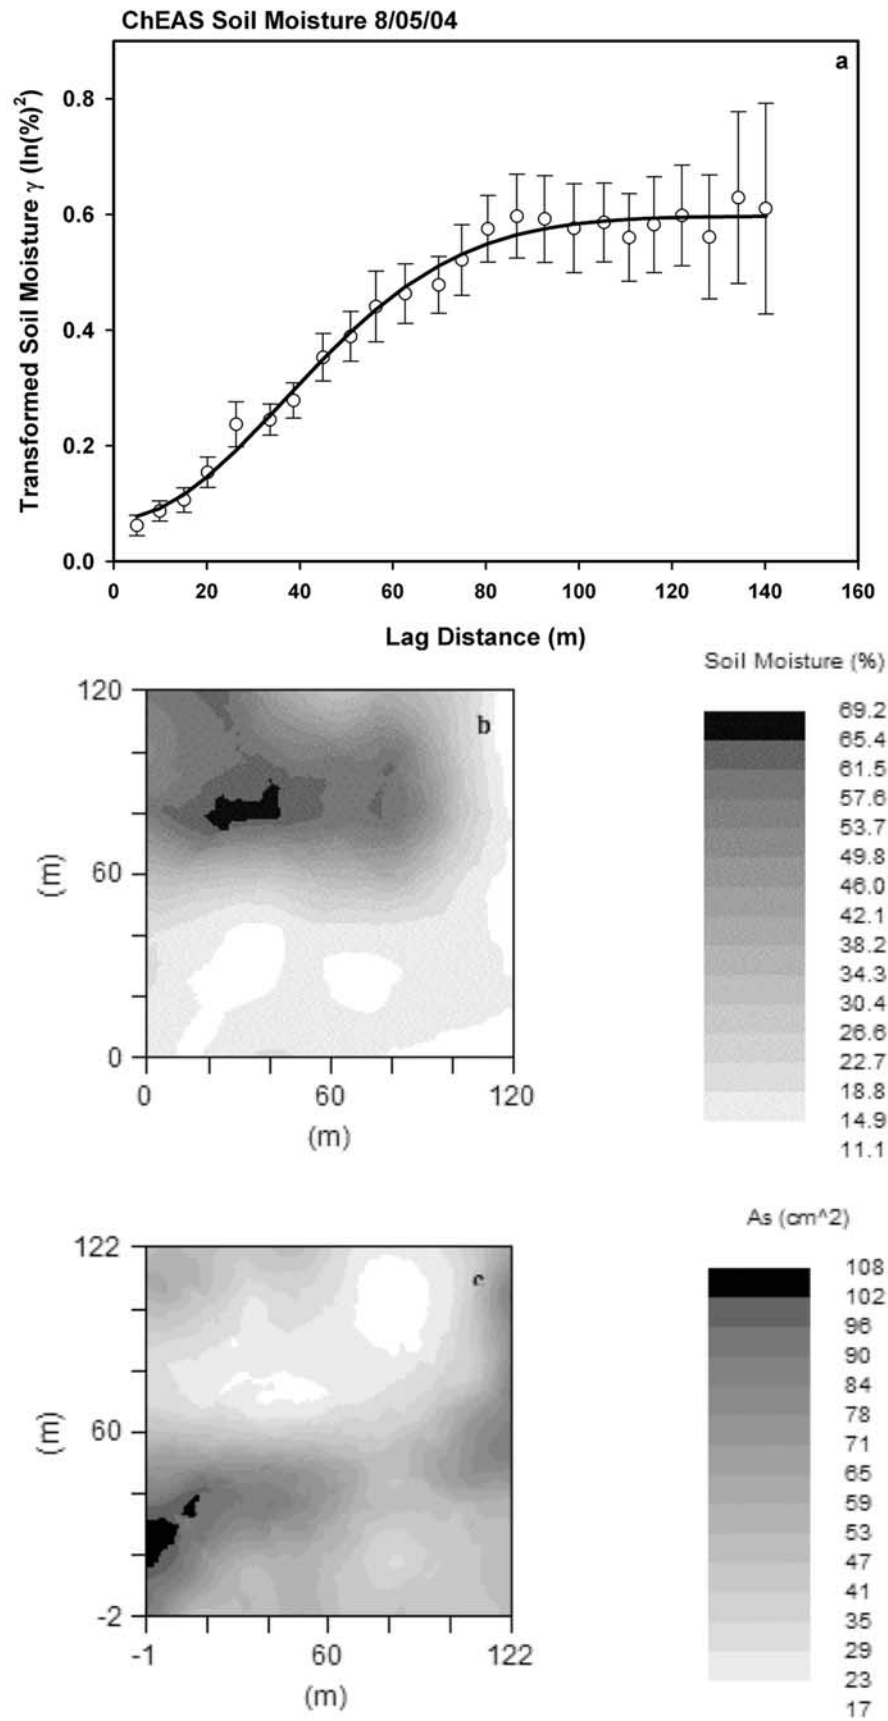 ChEAS Soil Moisture 8/05/04
a
Transformed Soil Moisture γ (ln(%)²)
0.8
0.6
0.4
0.2
0.0
0 20 40 60 80 100 120 140 160
Lag Distance (m)
Soil Moisture (%)
120
60
0
(m)
b
0 60 120
(m)
69.2
65.4
61.5
57.6
53.7
49.8
46.0
42.1
38.2
34.3
30.4
26.6
22.7
18.8
14.9
11.1
As (cm^2)
122
60
-2
(m)
c
-1 60 122
(m)
108
102
96
90
84
78
71
65
59
53
47
41
35
29
23
17